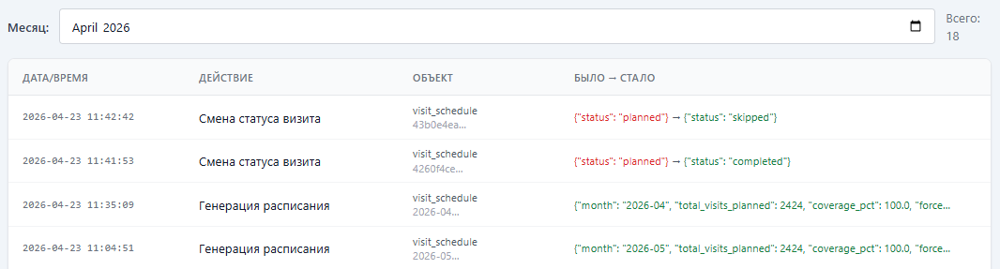 Месяц: April 2026 Всего: 18
ДАТА/ВРЕМЯ ДЕЙСТВИЕ ОБЪЕКТ БЫЛО → СТАЛО
2026-04-23 11:42:42 Смена статуса визита visit_schedule {"status": "planned"} → {"status": "skipped"}
43b0e4ea...
2026-04-23 11:41:53 Смена статуса визита visit_schedule {"status": "planned"} → {"status": "completed"}
4260f4ce...
2026-04-23 11:35:09 Генерация расписания visit_schedule {"month": "2026-04", "total_visits_planned": 2424, "coverage_pct": 100.0, "force...
2026-04...
2026-04-23 11:04:51 Генерация расписания visit_schedule {"month": "2026-05", "total_visits_planned": 2424, "coverage_pct": 100.0, "force...
2026-05...